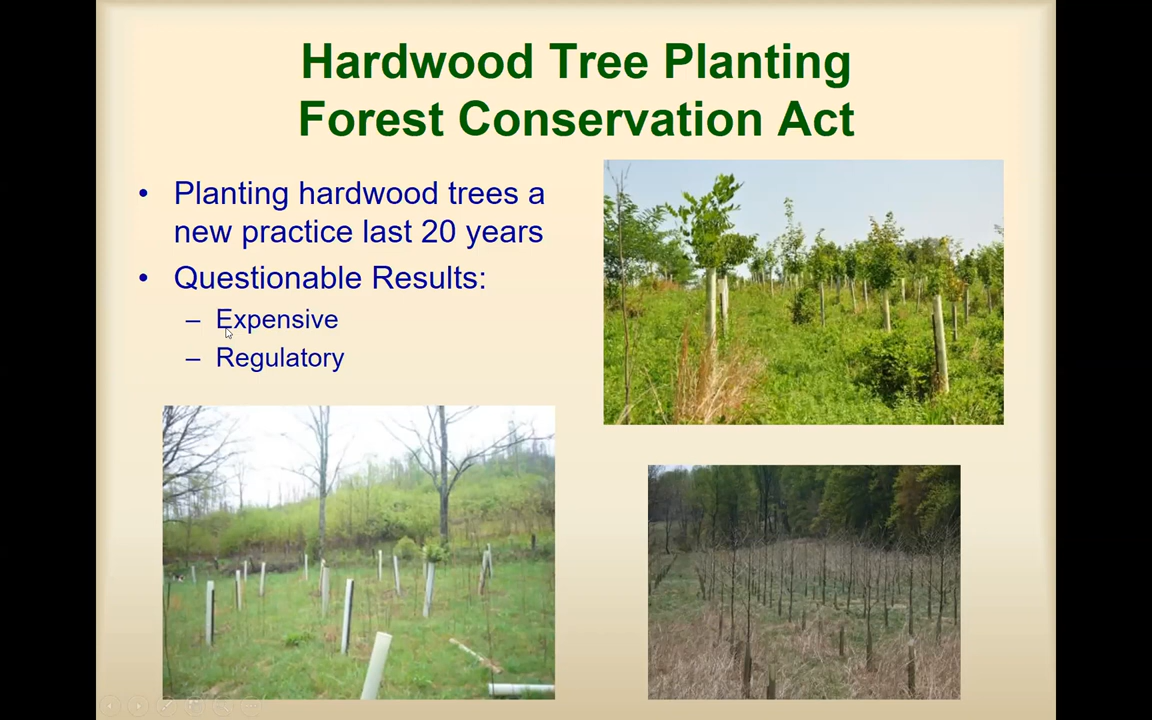 Hardwood Tree Planting
Forest Conservation Act
• Planting hardwood trees a
new practice last 20 years
• Questionable Results:
– Expensive
– Regulatory